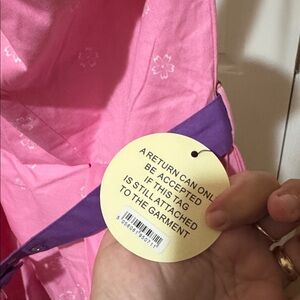 A RETURN CAN ONLY
BE ACCEPTED
IF THIS TAG
IS STILL ATTACHED
TO THE GARMENT